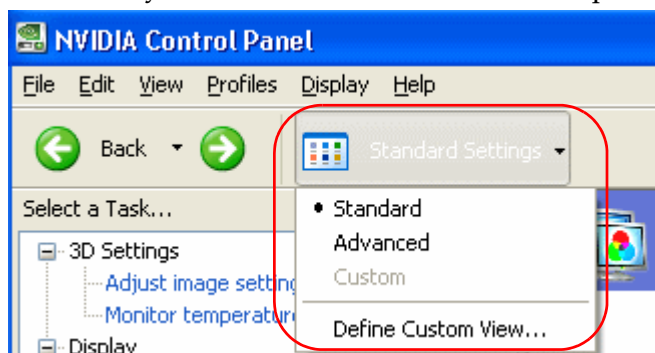 NVIDIA Control Panel
File Edit View Profiles Display Help
Back
Standard Settings
Select a Task...
Standard
3D Settings
Advanced
Adjust image setting
Custom
Monitor temperature
Define Custom View...
Display